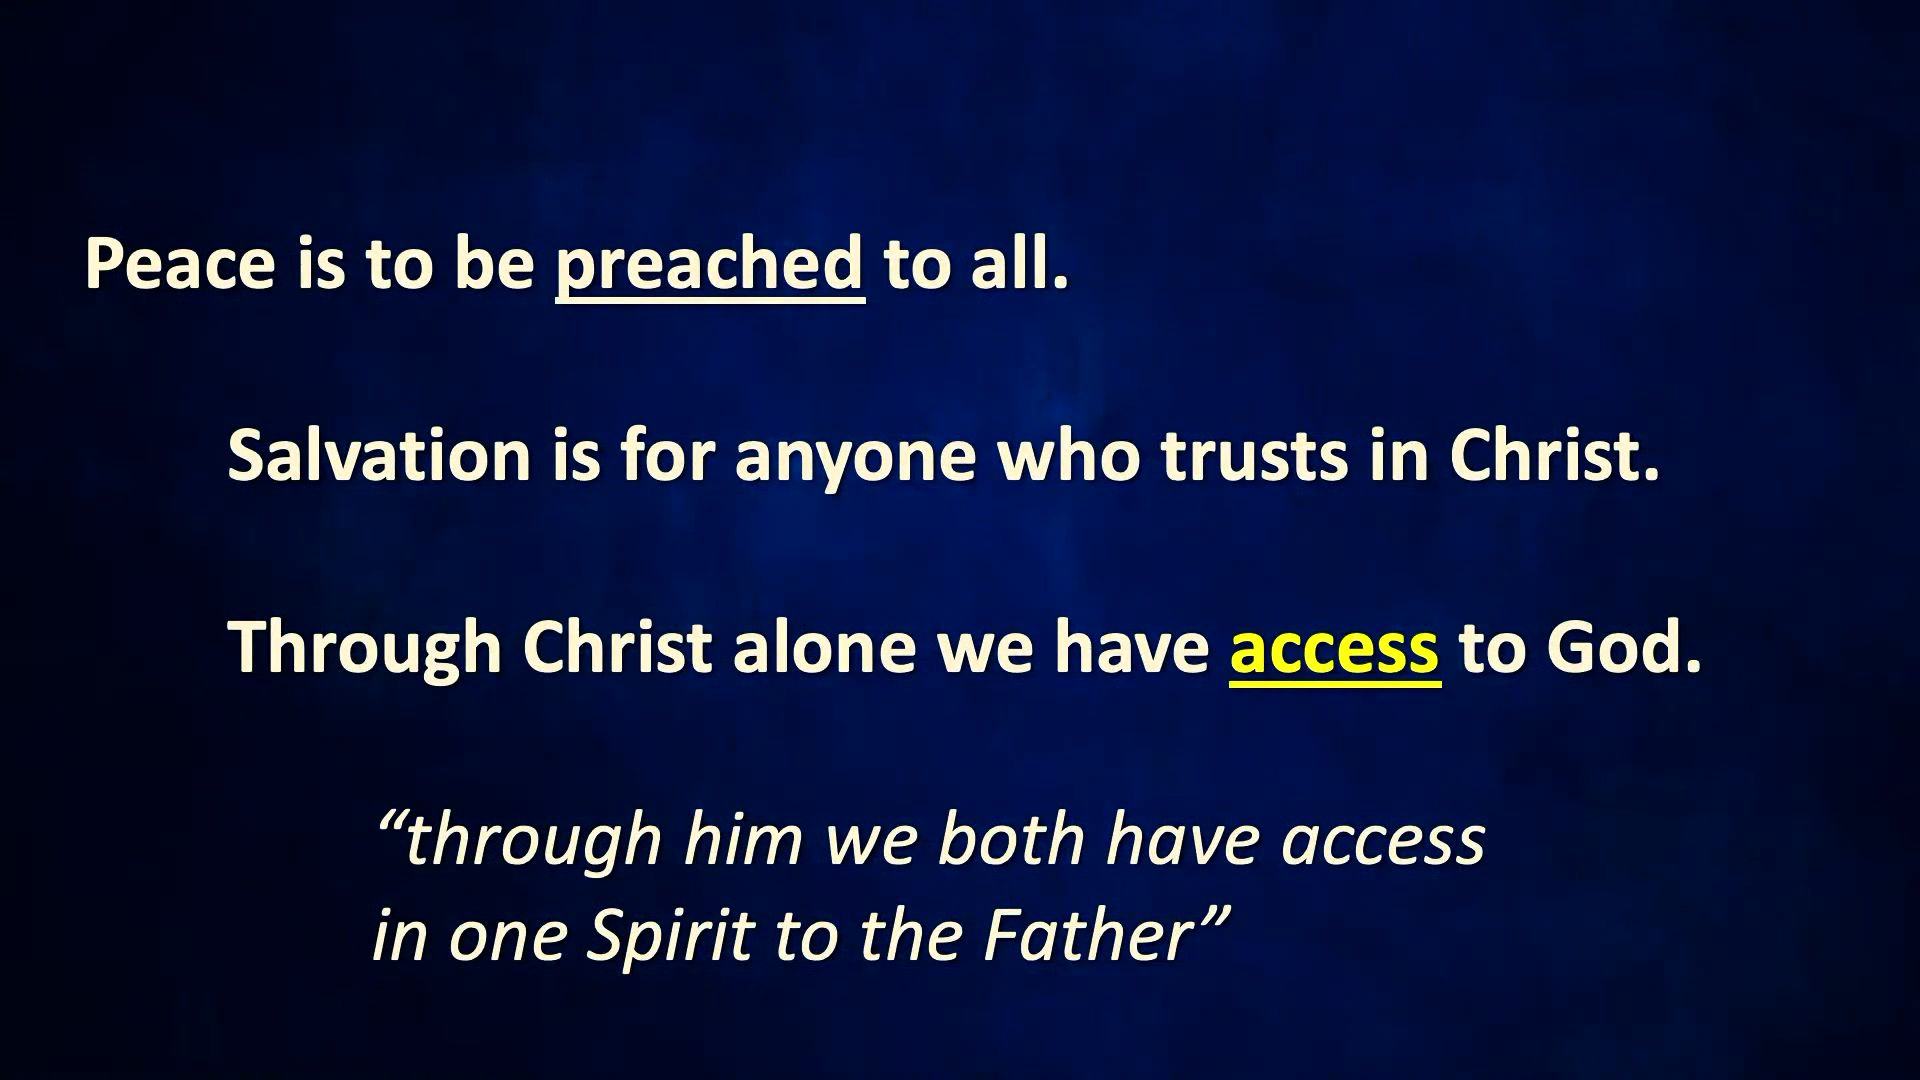 Peace is to be preached to all.
Salvation is for anyone who trusts in Christ.
Through Christ alone we have access to God.
“through him we both have access
in one Spirit to the Father”